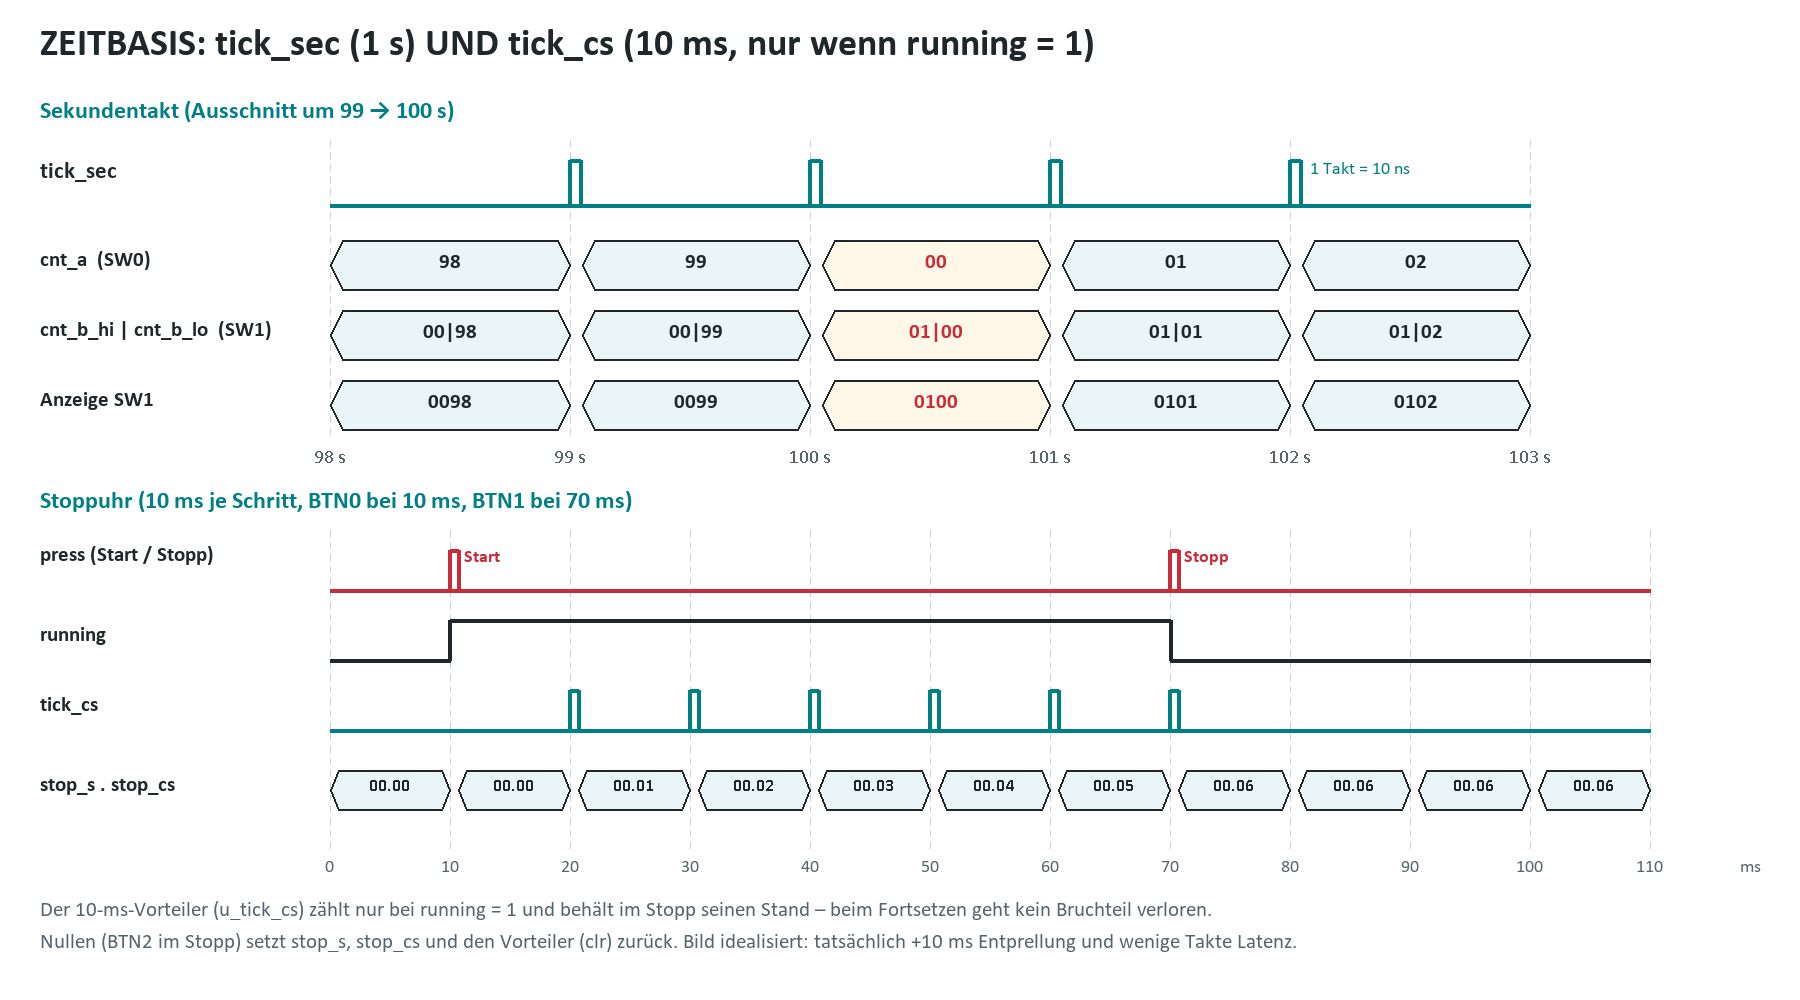 ZEITBASIS: tick_sec (1 s) UND tick_cs (10 ms, nur wenn running = 1)
Sekundentakt (Ausschnitt um 99 → 100 s)
tick_sec
1 Takt = 10 ns
cnt_a (SW0)
98 99 00 01 02
cnt_b_hi | cnt_b_lo (SW1)
00|98 00|99 01|00 01|01 01|02
Anzeige SW1
0098 0099 0100 0101 0102
98 s 99 s 100 s 101 s 102 s 103 s
Stoppuhr (10 ms je Schritt, BTN0 bei 10 ms, BTN1 bei 70 ms)
press (Start / Stopp)
Start Stopp
running
tick_cs
stop_s . stop_cs
00.00 00.00 00.01 00.02 00.03 00.04 00.05 00.06 00.06 00.06 00.06
0 10 20 30 40 50 60 70 80 90 100 110 ms
Der 10-ms-Vorteiler (u_tick_cs) zählt nur bei running = 1 und behält im Stopp seinen Stand – beim Fortsetzen geht kein Bruchteil verloren.
Nullen (BTN2 im Stopp) setzt stop_s, stop_cs und den Vorteiler (clr) zurück. Bild idealisiert: tatsächlich +10 ms Entprellung und wenige Takte Latenz.